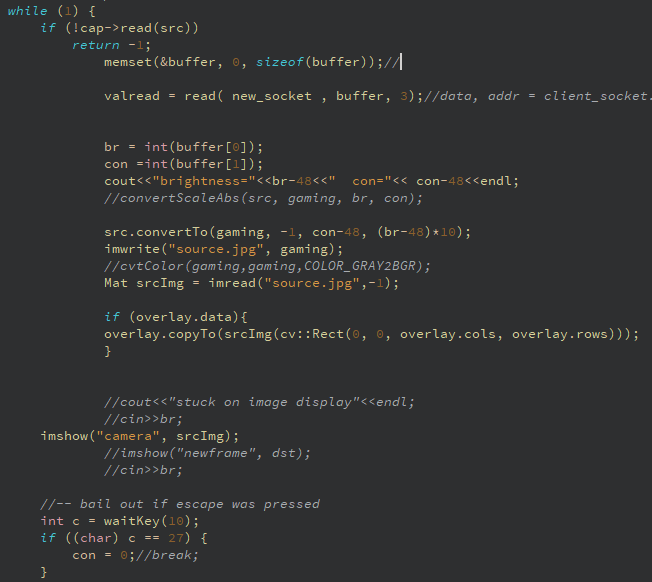 while (1) {
if (!cap->read(src))
return -1;
memset(&buffer, 0, sizeof(buffer));//
valread = read( new_socket , buffer, 3);//data, addr = client_socket.
br = int(buffer[0]);
con =int(buffer[1]);
cout<<"brightness="<<br-48<<"  con="<< con-48<<endl;
//convertScaleAbs(src, gaming, br, con);
src.convertTo(gaming, -1, con-48, (br-48)*10);
imwrite("source.jpg", gaming);
//cvtColor(gaming,gaming,COLOR_GRAY2BGR);
Mat srcImg = imread("source.jpg",-1);
if (overlay.data){
overlay.copyTo(srcImg(cv::Rect(0, 0, overlay.cols, overlay.rows)));
}
//cout<<"stuck on image display"<<endl;
//cin>>br;
imshow("camera", srcImg);
//imshow("newframe", dst);
//cin>>br;
//-- bail out if escape was pressed
int c = waitKey(10);
if ((char) c == 27) {
con = 0;//break;
}